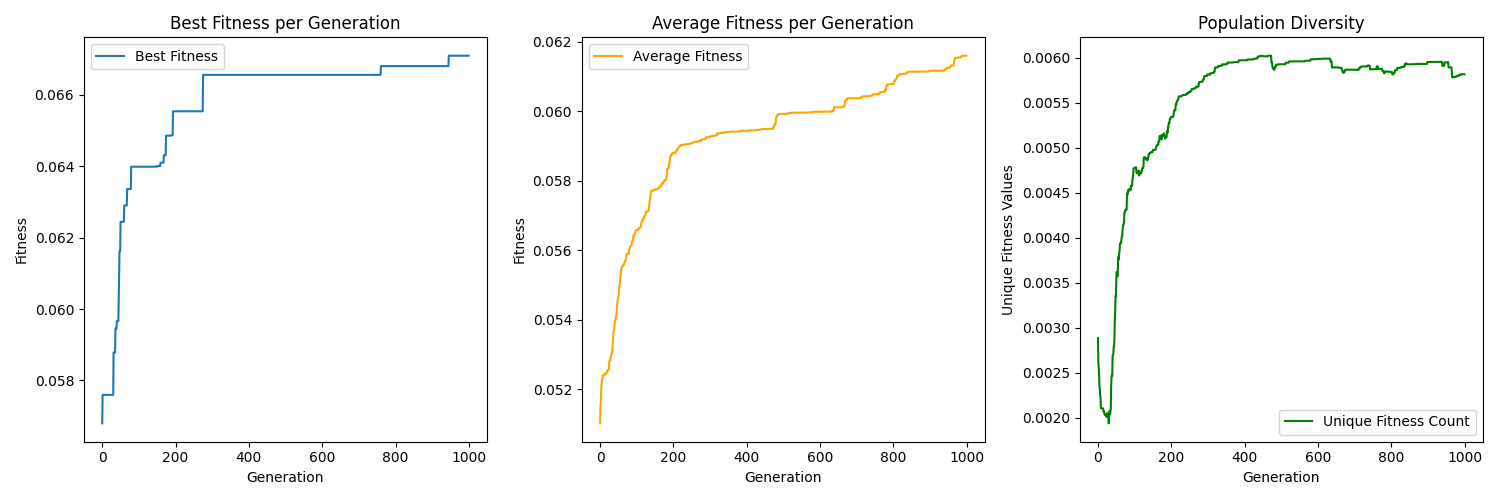 Best Fitness per Generation
Best Fitness
0.066
0.064
0.062
0.060
0.058
Fitness
0 200 400 600 800 1000
Generation
Average Fitness per Generation
Average Fitness
0.062
0.060
0.058
0.056
0.054
0.052
Fitness
0 200 400 600 800 1000
Generation
Population Diversity
0.0060
0.0055
0.0050
0.0045
0.0040
0.0035
0.0030
0.0025
0.0020
Unique Fitness Values
Unique Fitness Count
0 200 400 600 800 1000
Generation